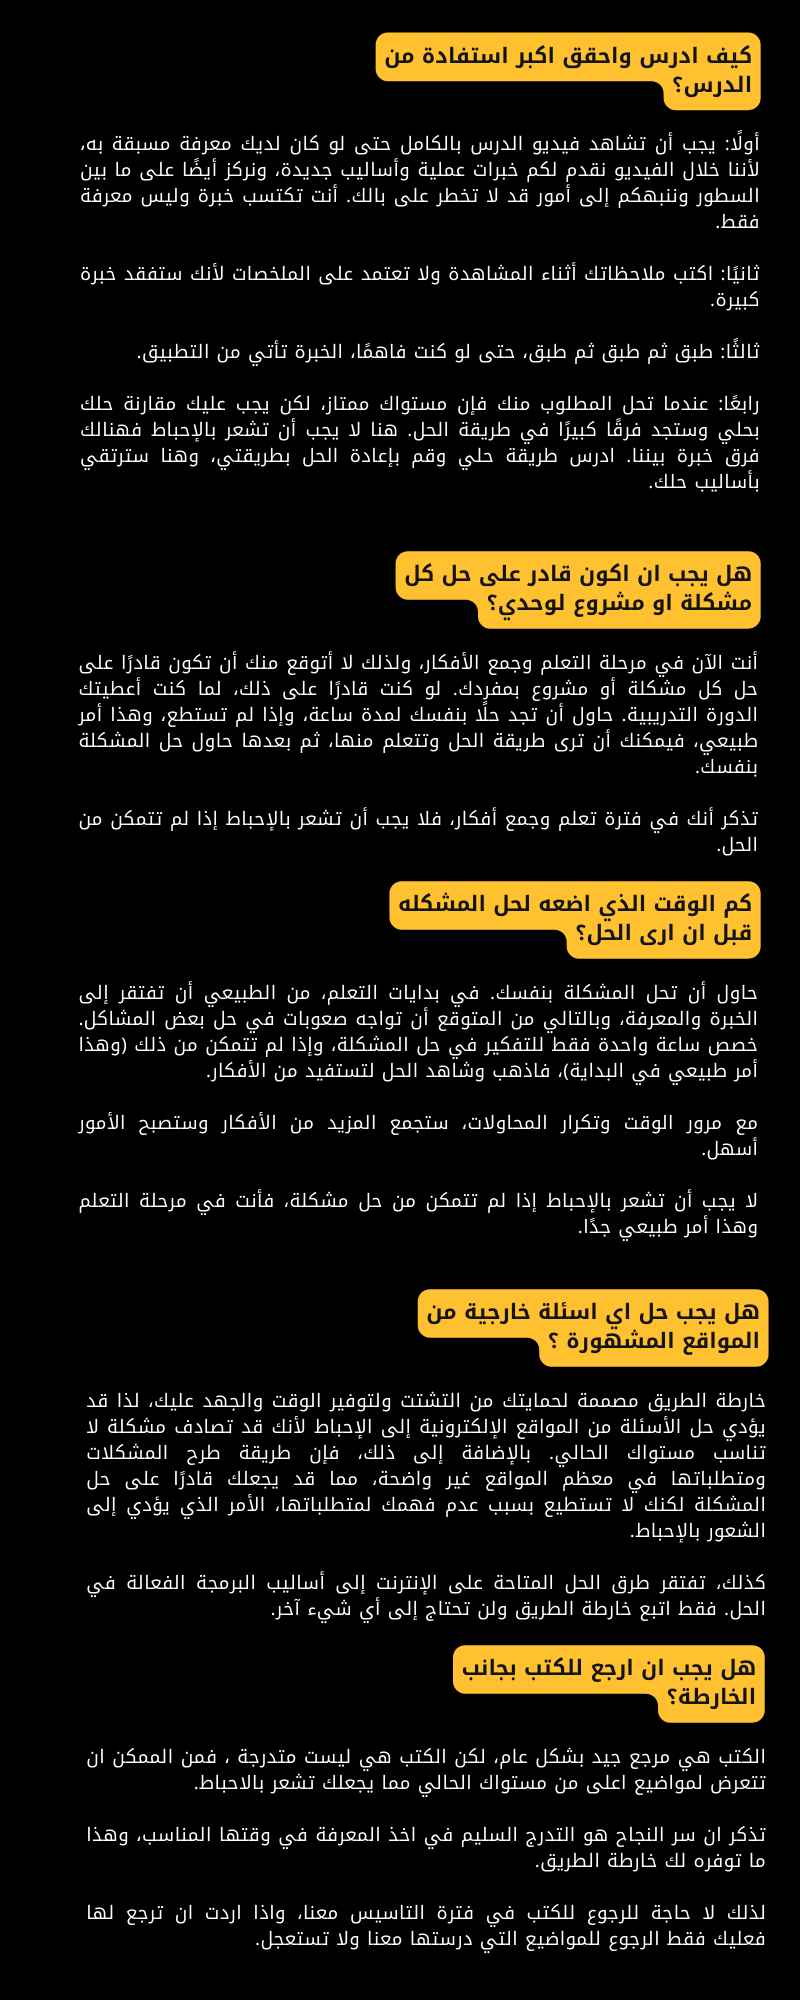 كيف ادرس واحقق اكبر استفادة من
الدرس؟
أولًا: يجب أن تشاهد فيديو الدرس بالكامل حتى لو كان لديك معرفة مسبقة به،
لأننا خلال الفيديو نقدم لكم خبرات عملية وأساليب جديدة، ونركز أيضًا على ما بين
السطور وننبهكم إلى أمور قد لا تخطر على بالك. أنت تكتسب خبرة وليس معرفة
فقط.
ثانيًا: اكتب ملاحظاتك أثناء المشاهدة ولا تعتمد على الملخصات لأنك ستفقد خبرة
كبيرة.
ثالثًا: طبق ثم طبق ثم طبق، حتى لو كنت فاهمًا، الخبرة تأتي من التطبيق.
رابعًا: عندما تحل المطلوب منك فإن مستواك ممتاز، لكن يجب عليك مقارنة حلك
بحلي وستجد فرقًا كبيرًا في طريقة الحل. هنا لا يجب أن تشعر بالإحباط فهنالك
فرق خبرة بيننا. ادرس طريقة حلي وقم بإعادة الحل بطريقتي، وهنا سترتقي
بأساليب حلك.
هل يجب ان اكون قادر على حل كل
مشكلة او مشروع لوحدي؟
أنت الآن في مرحلة التعلم وجمع الأفكار، ولذلك لا أتوقع منك أن تكون قادرًا على
حل كل مشكلة أو مشروع بمفردك. لو كنت قادرًا على ذلك، لما كنت أعطيتك
الدورة التدريبية. حاول أن تجد حلًا بنفسك لمدة ساعة، وإذا لم تستطع، وهذا أمر
طبيعي، فيمكنك أن ترى طريقة الحل وتتعلم منها، ثم بعدها حاول حل المشكلة
بنفسك.
تذكر أنك في فترة تعلم وجمع أفكار، فلا يجب أن تشعر بالإحباط إذا لم تتمكن من
الحل.
كم الوقت الذي اضعه لحل المشكله
قبل ان ارى الحل؟
حاول أن تحل المشكلة بنفسك. في بدايات التعلم، من الطبيعي أن تفتقر إلى
الخبرة والمعرفة، وبالتالي من المتوقع أن تواجه صعوبات في حل بعض المشاكل.
خصص ساعة واحدة فقط للتفكير في حل المشكلة، وإذا لم تتمكن من ذلك (وهذا
أمر طبيعي في البداية)، فاذهب وشاهد الحل لتستفيد من الأفكار.
مع مرور الوقت وتكرار المحاولات، ستجمع المزيد من الأفكار وستصبح الأمور
أسهل.
لا يجب أن تشعر بالإحباط إذا لم تتمكن من حل مشكلة، فأنت في مرحلة التعلم
وهذا أمر طبيعي جدًا.
هل يجب حل اي اسئلة خارجية من
المواقع المشهورة ؟
خارطة الطريق مصممة لحمايتك من التشتت ولتوفير الوقت والجهد عليك، لذا قد
يؤدي حل الأسئلة من المواقع الإلكترونية إلى الإحباط لأنك قد تصادف مشكلة لا
تناسب مستواك الحالي. بالإضافة إلى ذلك، فإن طريقة طرح المشكلات
ومتطلباتها في معظم المواقع غير واضحة، مما قد يجعلك قادرًا على حل
المشكلة لكنك لا تستطيع بسبب عدم فهمك لمتطلباتها، الأمر الذي يؤدي إلى
الشعور بالإحباط.
كذلك، تفتقر طرق الحل المتاحة على الإنترنت إلى أساليب البرمجة الفعالة في
الحل. فقط اتبع خارطة الطريق ولن تحتاج إلى أي شيء آخر.
هل يجب ان ارجع للكتب بجانب
الخارطة؟
الكتب هي مرجع جيد بشكل عام، لكن الكتب هي ليست متدرجة ، فمن الممكن ان
تتعرض لمواضيع اعلى من مستواك الحالي مما يجعلك تشعر بالاحباط.
تذكر ان سر النجاح هو التدرج السليم في اخذ المعرفة في وقتها المناسب، وهذا
ما توفره لك خارطة الطريق.
لذلك لا حاجة للرجوع للكتب في فترة التاسيس معنا، واذا اردت ان ترجع لها
فعليك فقط الرجوع للمواضيع التي درستها معنا ولا تستعجل.